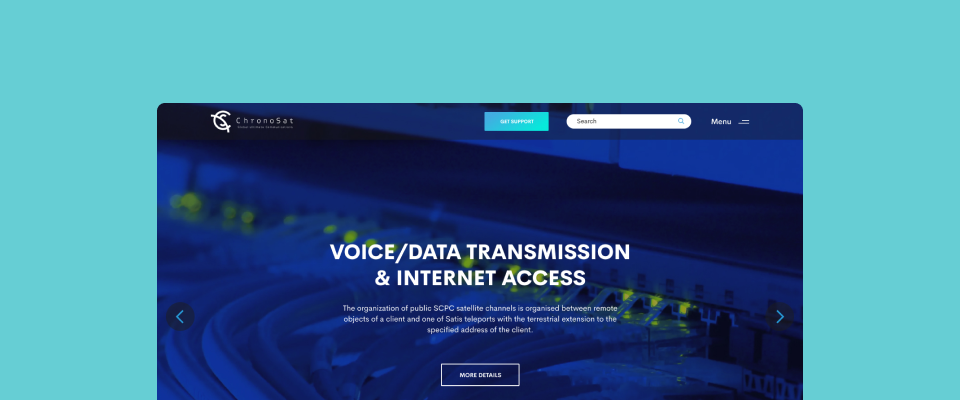 ChronoSat
GET SUPPORT
Search
Menu
VOICE/DATA TRANSMISSION
& INTERNET ACCESS
The organization of public SCPC satellite channels is organised between remote
objects of a client and one of Satis teleports with the terrestrial extension to the
specified address of the client.
MORE DETAILS